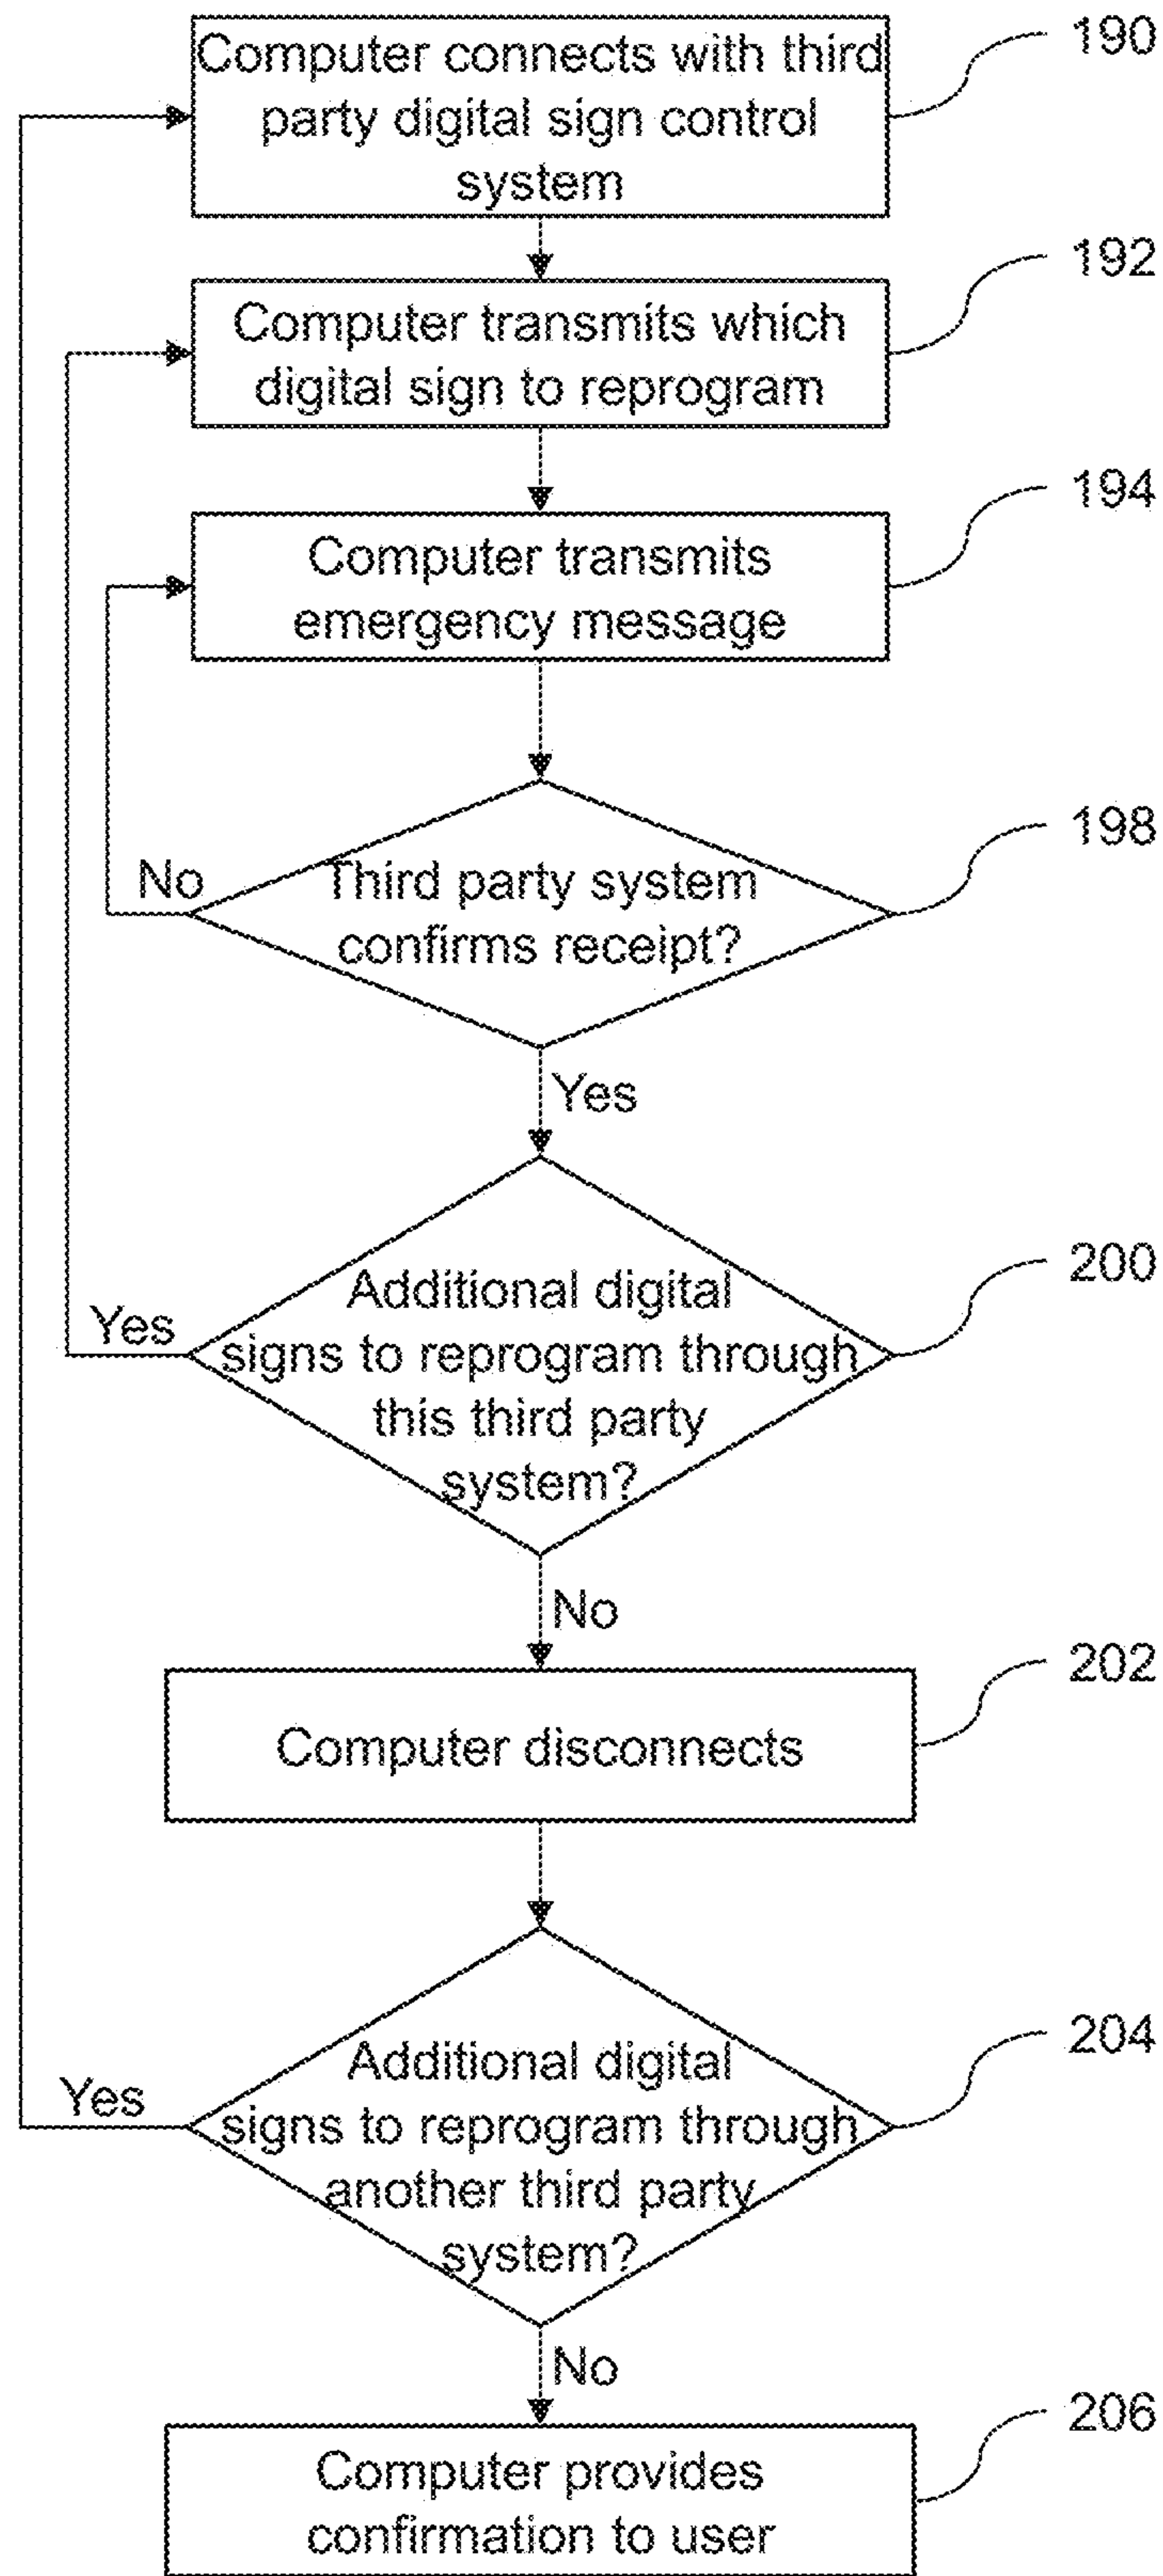 Computer connects with third
party digital sign control
system
190
Computer transmits which
digital sign to reprogram
192
Computer transmits
emergency message
194
Third party system
confirms receipt?
198
No
Yes
Additional digital
signs to reprogram through
this third party
system?
200
Yes
No
Computer disconnects
202
Additional digital
signs to reprogram through
another third party
system?
204
Yes
No
Computer provides
confirmation to user
206